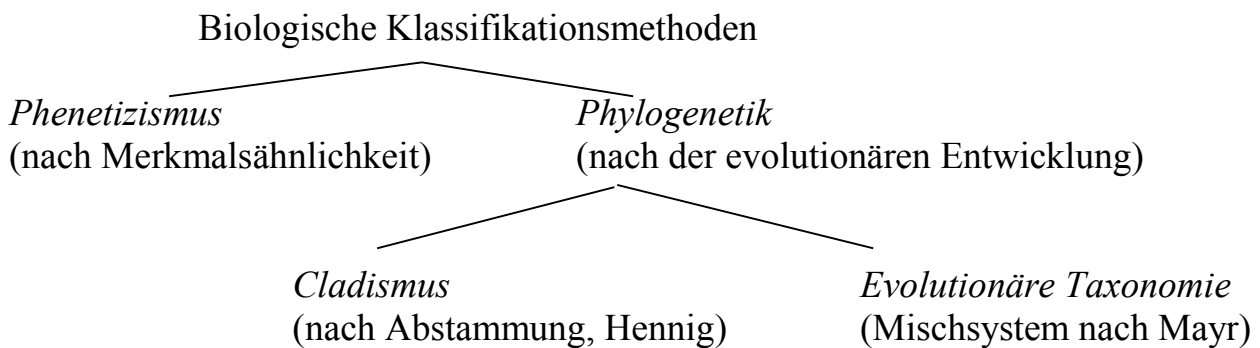 Biologische Klassifikationsmethoden
Phenetizismus
(nach Merkmalsähnlichkeit)
Phylogenetik
(nach der evolutionären Entwicklung)
Cladismus
(nach Abstammung, Hennig)
Evolutionäre Taxonomie
(Mischsystem nach Mayr)